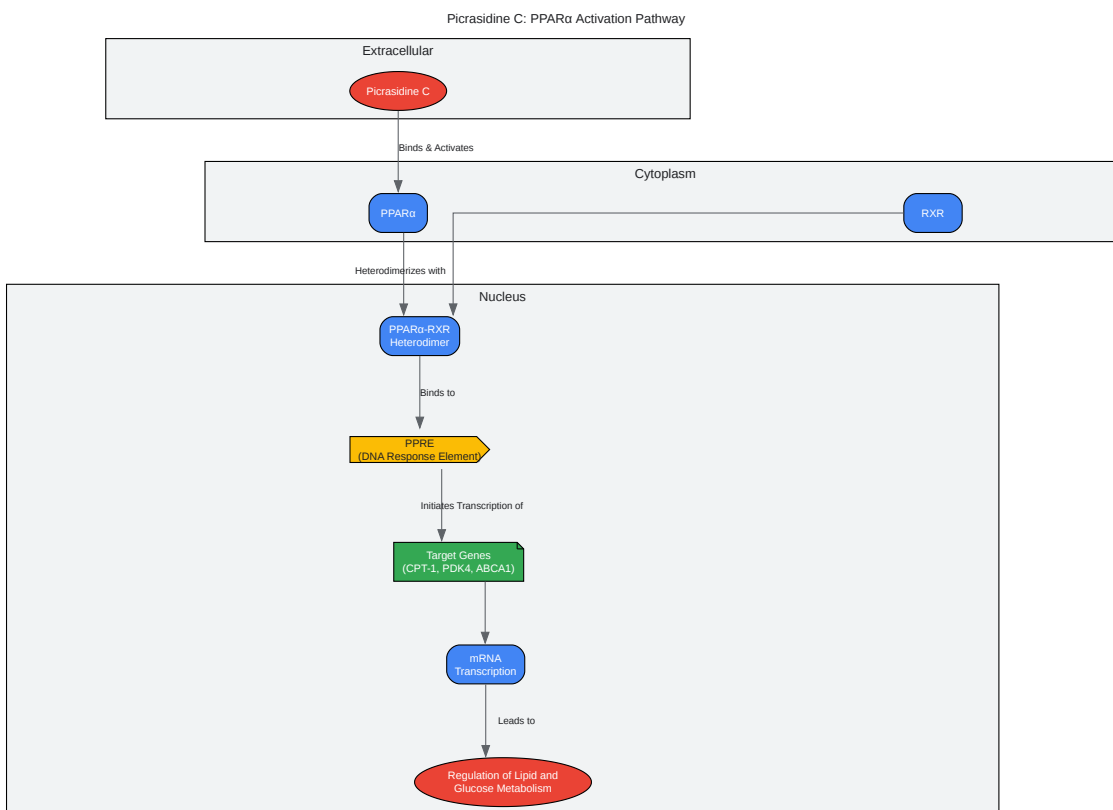 Picrasidine C: PPARα Activation Pathway
Extracellular
Picrasidine C
Binds & Activates
Cytoplasm
PPARα
RXR
Heterodimerizes with
Nucleus
PPARα-RXR
Heterodimer
Binds to
PPRE
(DNA Response Element)
Initiates Transcription of
Target Genes
(CPT-1, PDK4, ABCA1)
mRNA
Transcription
Leads to
Regulation of Lipid and
Glucose Metabolism